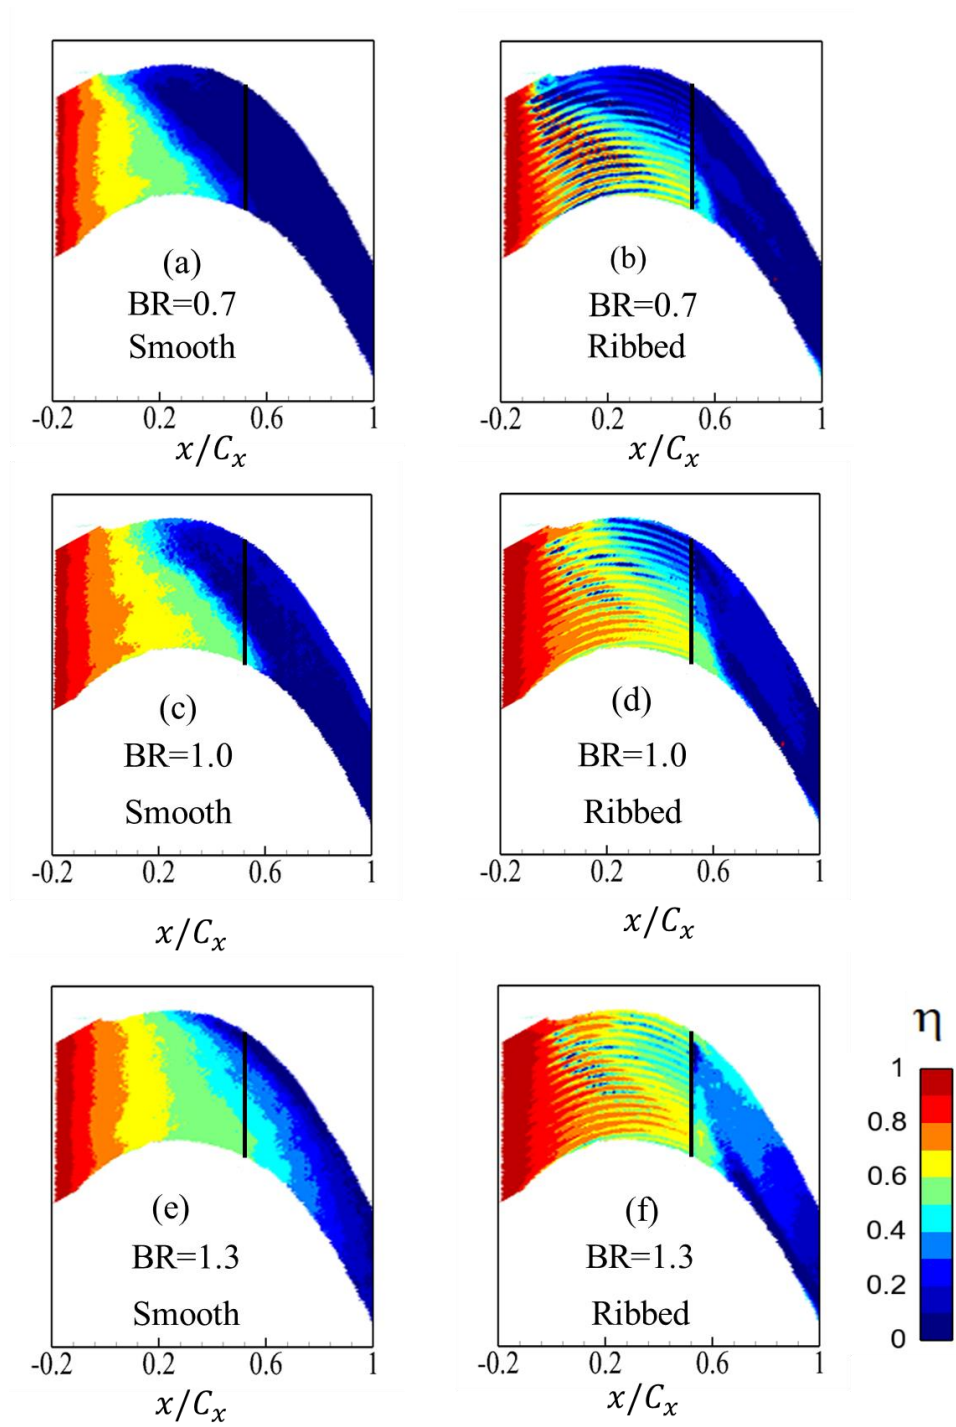 (a)
BR=0.7
Smooth
-0.2 0.2 0.6 1
x/Cₓ
(b)
BR=0.7
Ribbed
-0.2 0.2 0.6 1
x/Cₓ
(c)
BR=1.0
Smooth
-0.2 0.2 0.6 1
x/Cₓ
(d)
BR=1.0
Ribbed
-0.2 0.2 0.6 1
x/Cₓ
(e)
BR=1.3
Smooth
-0.2 0.2 0.6 1
x/Cₓ
(f)
BR=1.3
Ribbed
-0.2 0.2 0.6 1
x/Cₓ
η
1
0.8
0.6
0.4
0.2
0